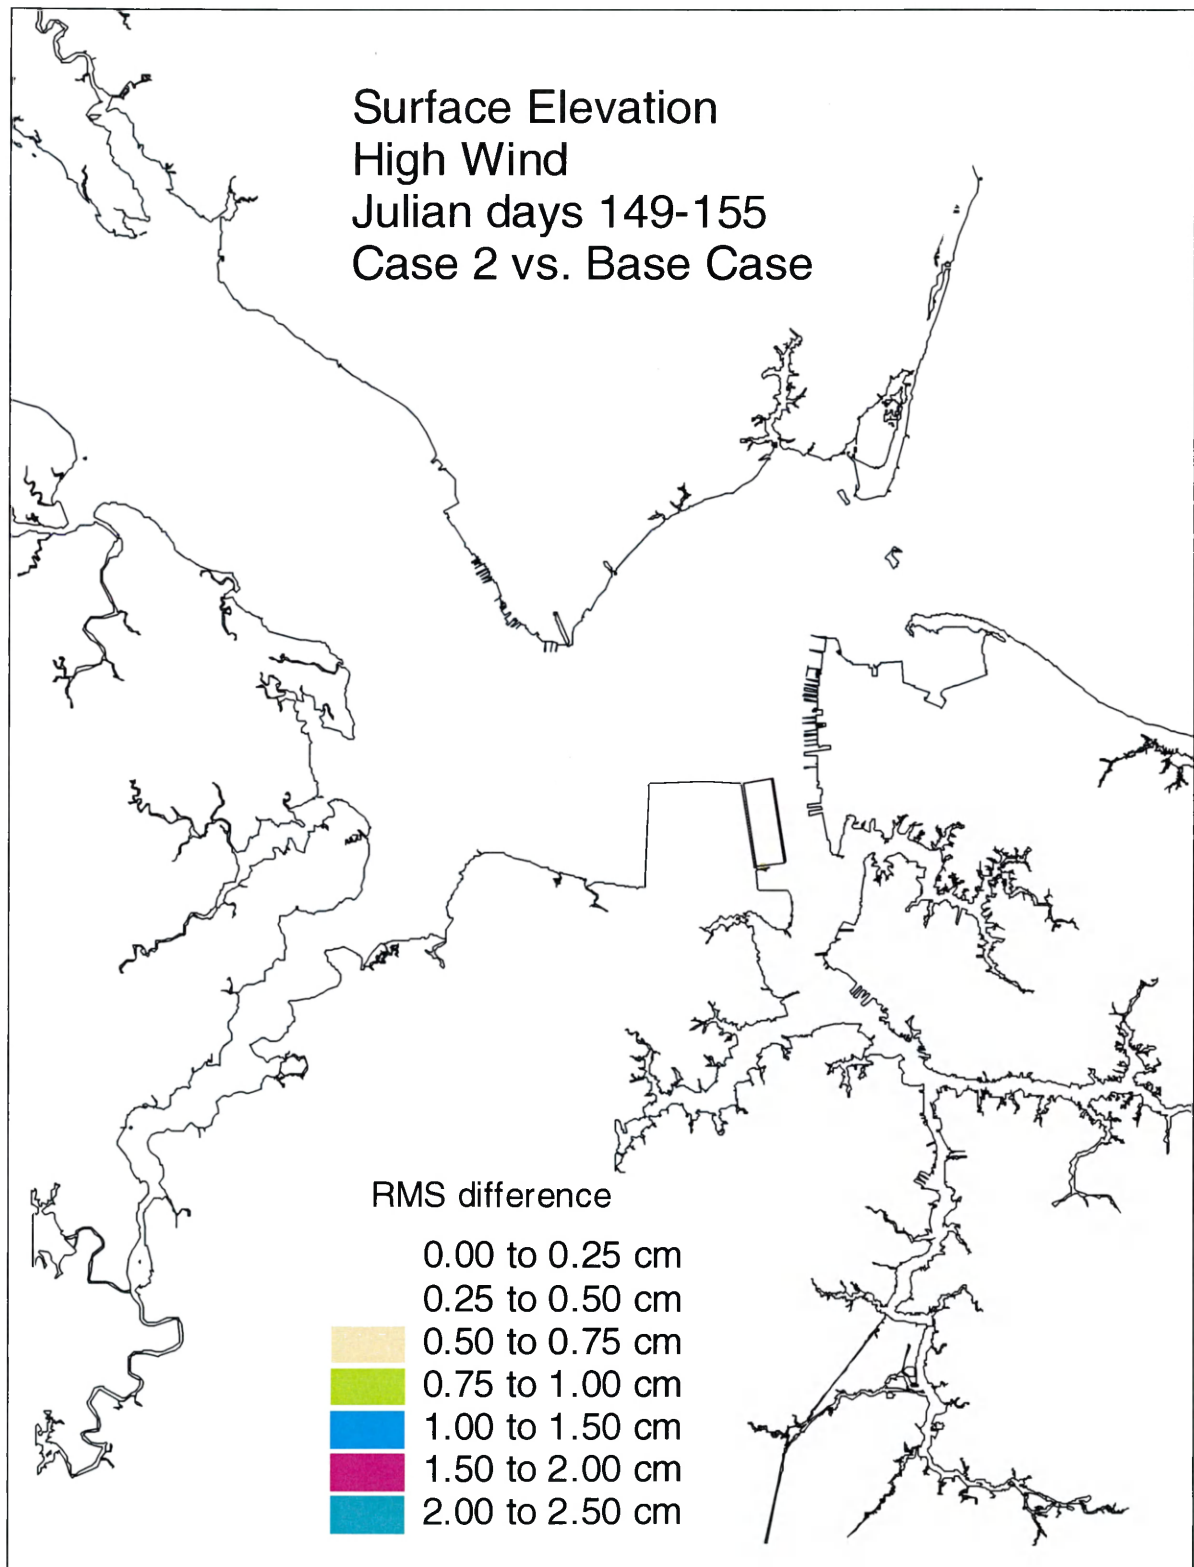 Surface Elevation
High Wind
Julian days 149-155
Case 2 vs. Base Case
RMS difference
0.00 to 0.25 cm
0.25 to 0.50 cm
0.50 to 0.75 cm
0.75 to 1.00 cm
1.00 to 1.50 cm
1.50 to 2.00 cm
2.00 to 2.50 cm